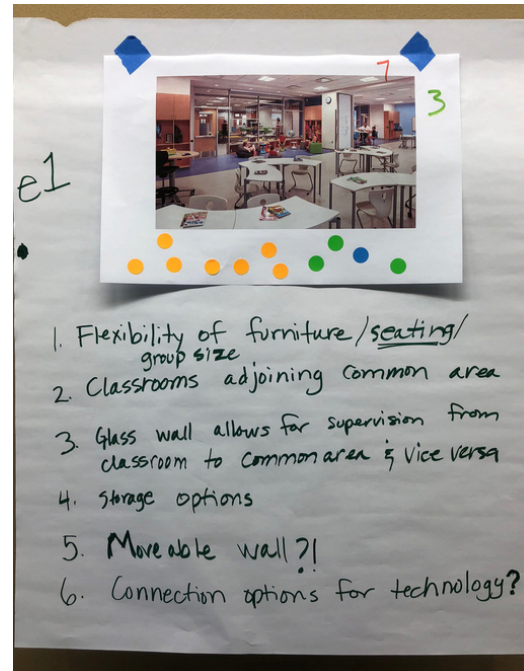 7
3
e1
1. Flexibility of furniture/seating/
group size
2. Classrooms adjoining common area
3. Glass wall allows for supervision from
classroom to common area & vice versa
4. Storage options
5. Moveable wall?!
6. Connection options for technology?